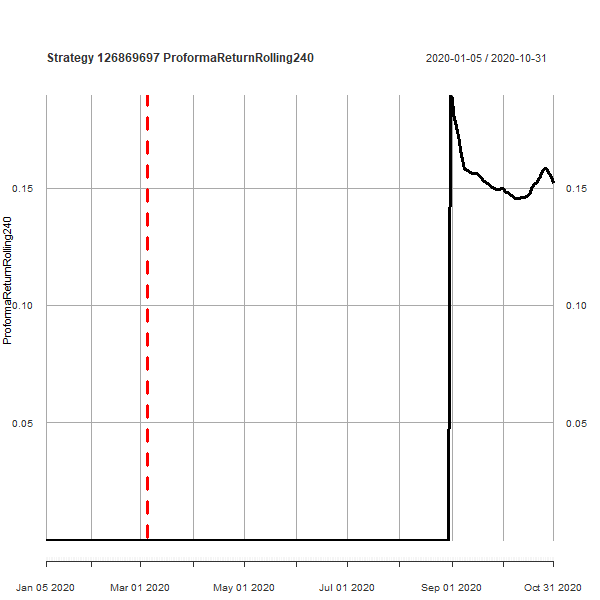 Strategy 126869697 ProformaReturnRolling240
2020-01-05 / 2020-10-31
ProformaReturnRolling240
0.15
0.10
0.05
0.15
0.10
0.05
Jan 05 2020
Mar 01 2020
May 01 2020
Jul 01 2020
Sep 01 2020
Oct 31 2020